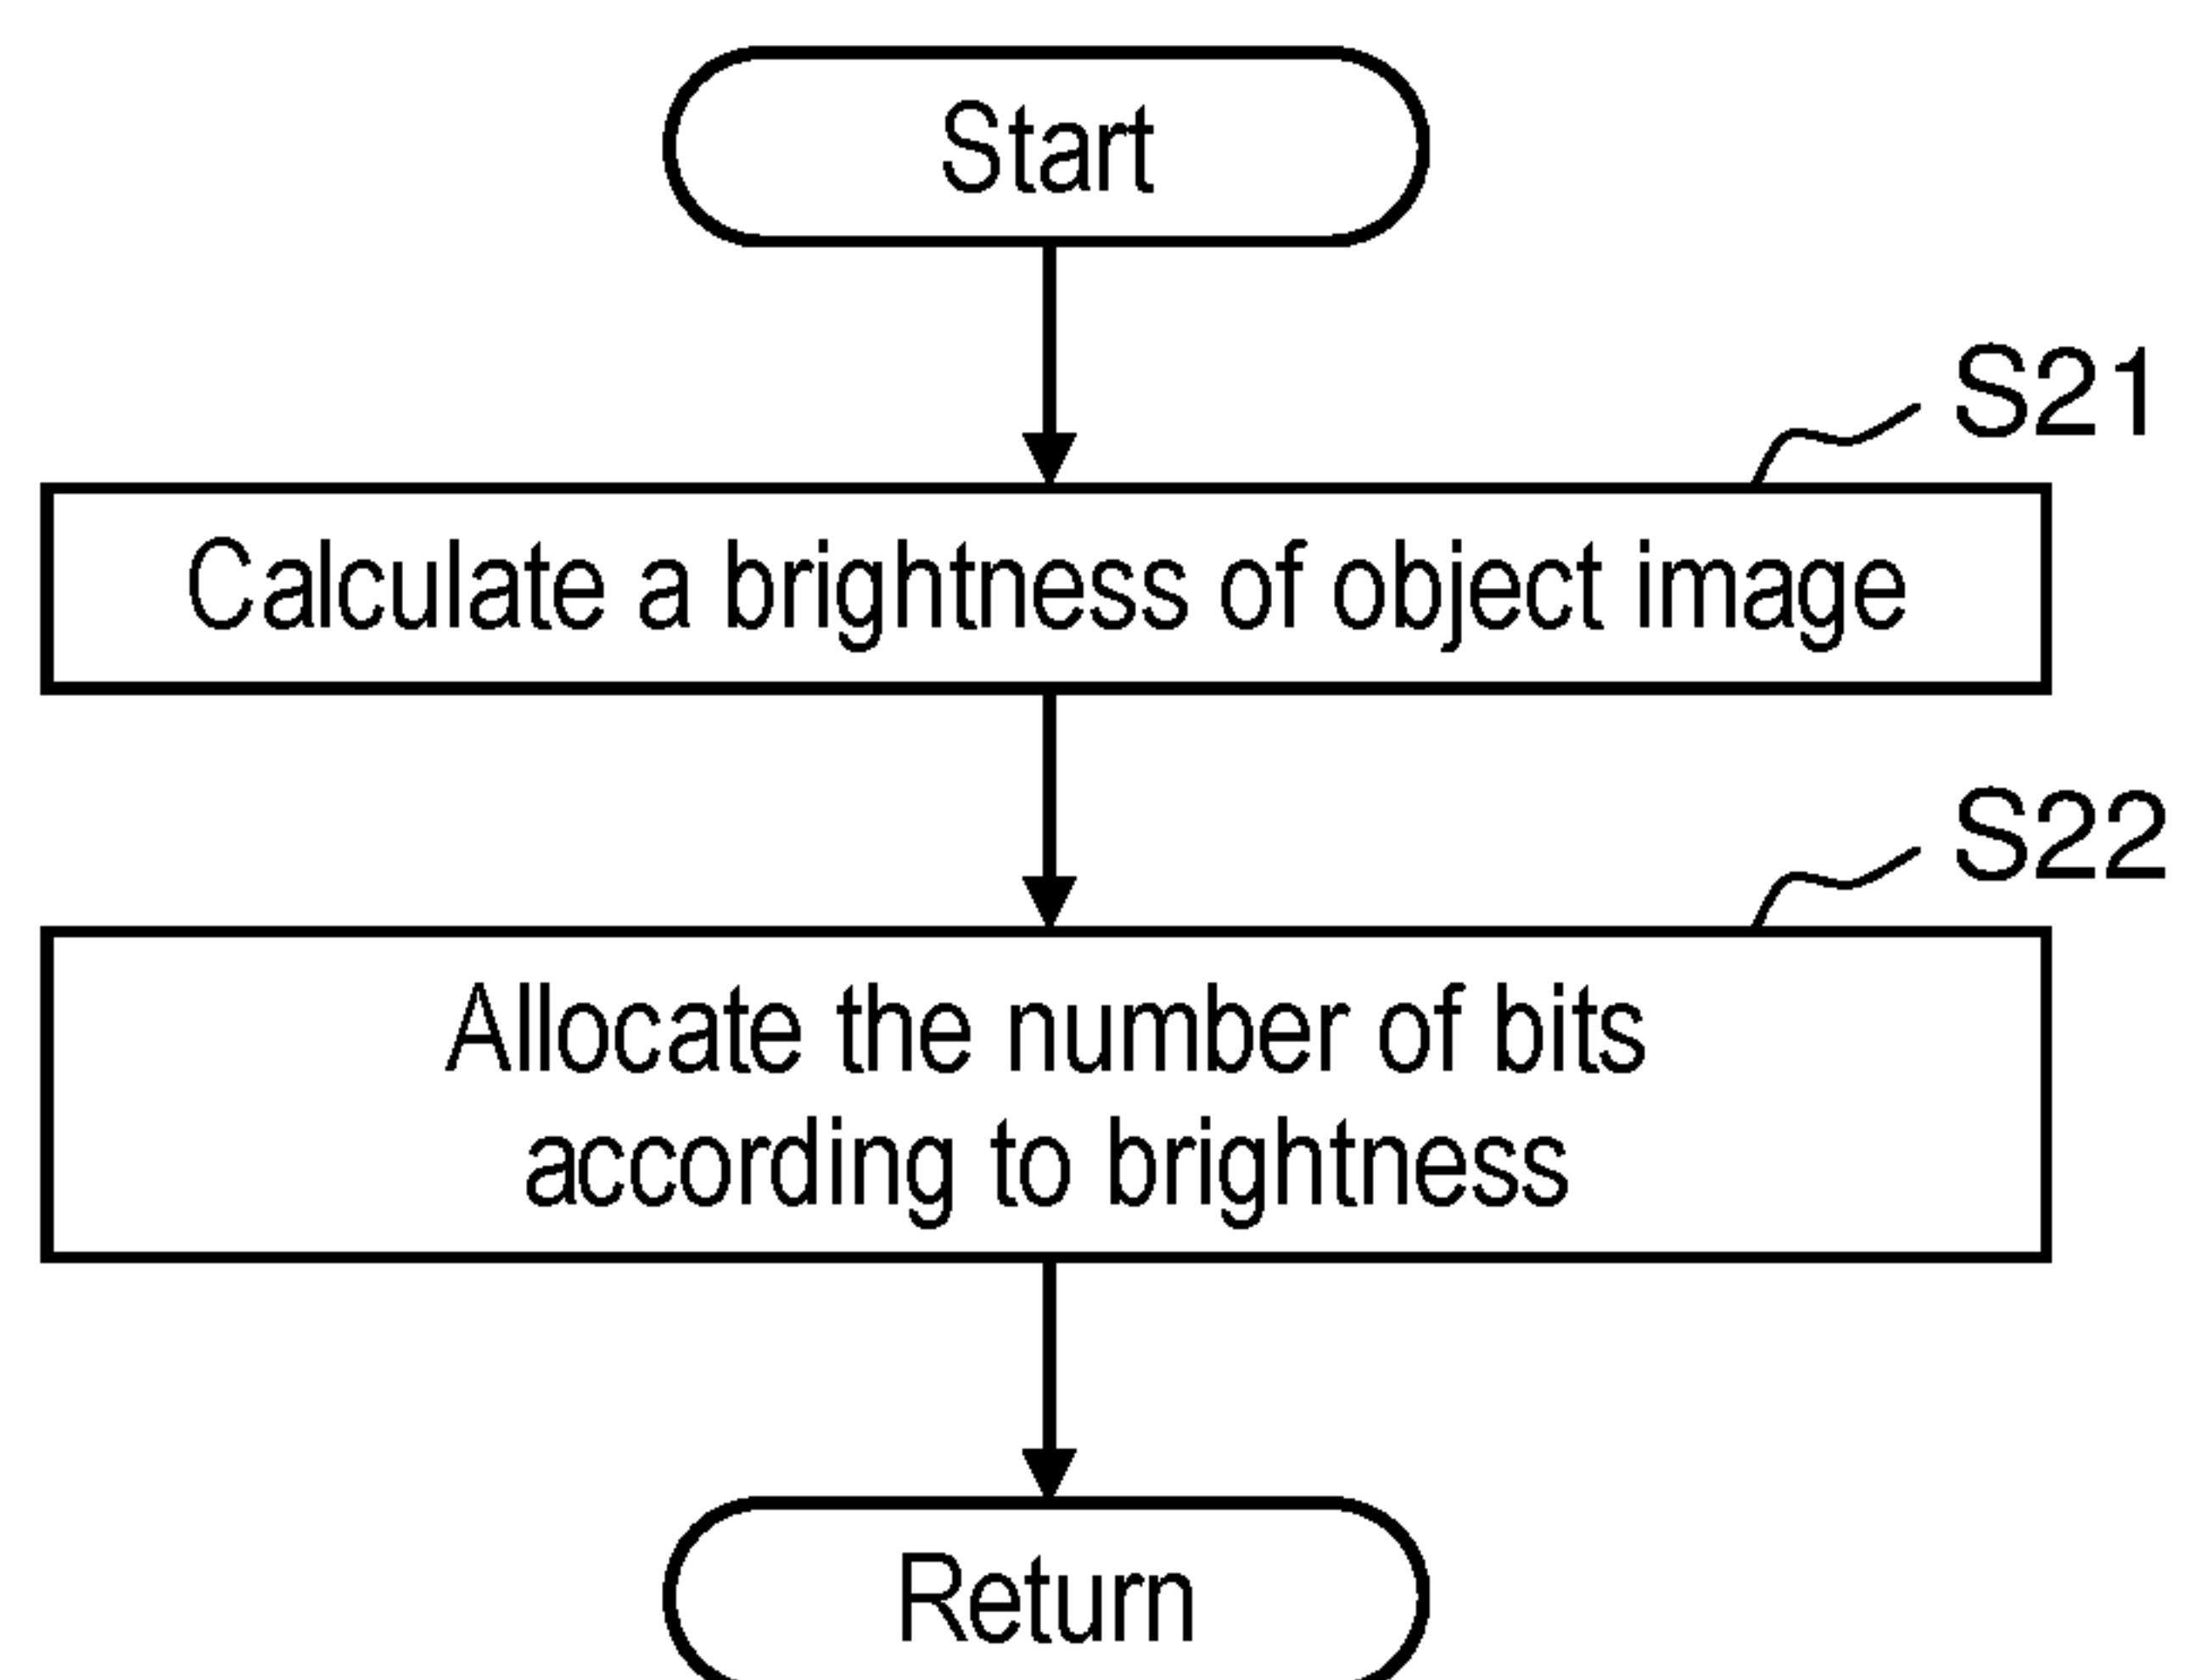 Start
S21
Calculate a brightness of object image
S22
Allocate the number of bits
according to brightness
Return